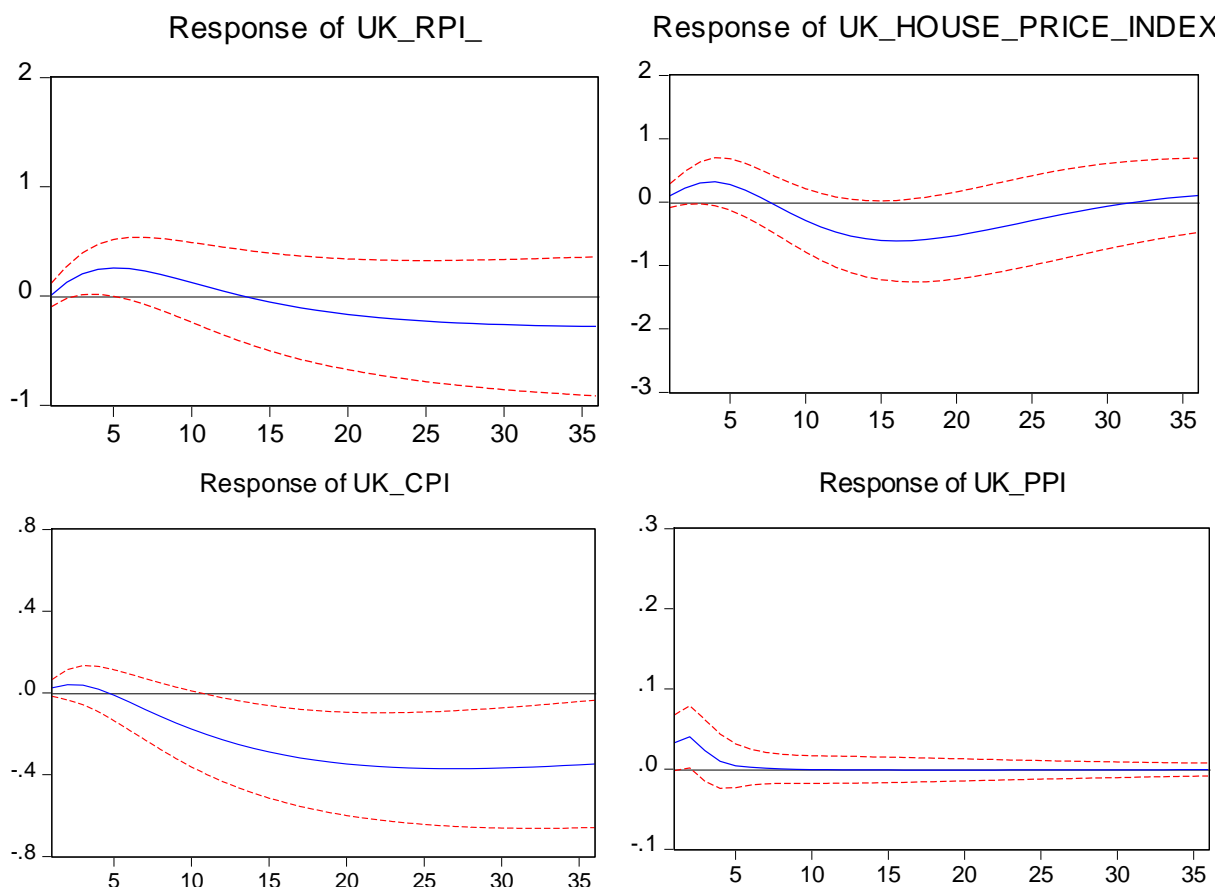 Response of UK_RPI_
2
1
0
-1
5 10 15 20 25 30 35
Response of UK_HOUSE_PRICE_INDEX
2
1
0
-1
-2
-3
5 10 15 20 25 30 35
Response of UK_CPI
.8
.4
.0
-.4
-.8
5 10 15 20 25 30 35
Response of UK_PPI
.3
.2
.1
.0
-.1
5 10 15 20 25 30 35